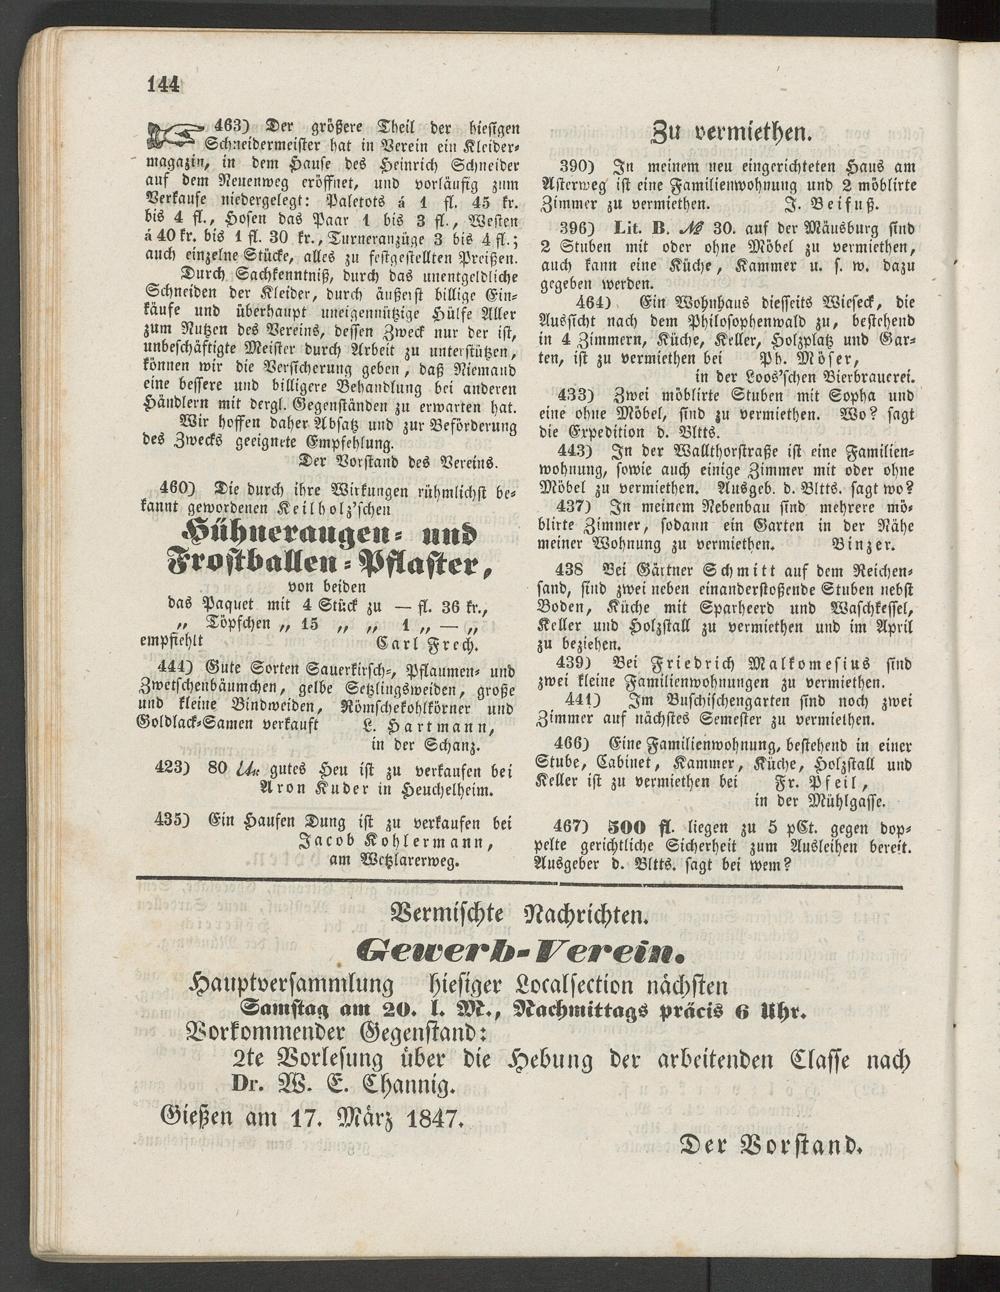 144
463) Der größere Theil der hiesigen
Schneidermeister hat in Verein ein Kleider-
magazin, in dem Hause des Heinrich Schneider
auf dem Neuenweg eröffnet, und vorläufig zum
Verkaufe niedergelegt: Paletots á 1 fl. 45 kr.
bis 4 fl., Hosen das Paar 1 bis 3 fl., Westen
á 40 kr. bis 1 fl. 30 kr., Turneranzüge 3 bis 4 fl.;
auch einzelne Stücke, alles zu festgestellten Preißen.
Durch Sachkenntniß, durch das unentgeldliche
Schneiden der Kleider, durch äußerst billige Ein-
käufe und überhaupt uneigennützige Hülfe Aller
zum Nutzen des Vereins, dessen Zweck nur der ist,
unbeschäftigte Meister durch Arbeit zu unterstützen,
können wir die Versicherung geben, daß Niemand
eine bessere und billigere Behandlung bei anderen
Händlern mit dergl. Gegenständen zu erwarten hat.
Wir hoffen daher Absatz und zur Beförderung
des Zwecks geeignete Empfehlung.
Der Vorstand des Vereins.
460) Die durch ihre Wirkungen rühmlichst be-
kannt gewordenen Keilholz'schen
Hühneraugen- und
Frostballen-Pflaster,
von beiden
das Paquet mit 4 Stück zu — fl. 36 kr.,
„ Töpfchen „ 15 „ „ 1 „ — „
empfiehlt Carl Frech.
444) Gute Sorten Sauerkirsch-, Pflaumen- und
Zwetschenbäumchen, gelbe Setzlingsweiden, große
und kleine Bindweiden, Römschekohlkörner und
Goldlack-Samen verkauft L. Hartmann,
in der Schanz.
423) 80 gutes Heu ist zu verkaufen bei
Aron Kuder in Heuchelheim.
435) Ein Haufen Dung ist zu verkaufen bei
Jacob Kohlermann,
am Wetzlarerweg.
Zu vermiethen.
390) In meinem neu eingerichteten Haus am
Asterweg ist eine Familienwohnung und 2 möblirte
Zimmer zu vermiethen. J. Beifuß.
396) Lit. B. № 30. auf der Mäusburg sind
2 Stuben mit oder ohne Möbel zu vermiethen,
auch kann eine Küche, Kammer u. s. w. dazu
gegeben werden.
464) Ein Wohnhaus diesseits Wieseck, die
Aussicht nach dem Philosophenwald zu, bestehend
in 4 Zimmern, Küche, Keller, Holzplatz und Gar-
ten, ist zu vermiethen bei Ph. Möser,
in der Loos'schen Bierbrauerei.
433) Zwei möblirte Stuben mit Sopha und
eine ohne Möbel, sind zu vermiethen. Wo? sagt
die Expedition d. Bltts.
443) In der Wallthorstraße ist eine Familien-
wohnung, sowie auch einige Zimmer mit oder ohne
Möbel zu vermiethen. Ausgeb. d. Bltts. sagt wo?
437) In meinem Nebenbau sind mehrere mö-
blirte Zimmer, sodann ein Garten in der Nähe
meiner Wohnung zu vermiethen. Binzer.
438 Bei Gärtner Schmitt auf dem Reichen-
sand, sind zwei neben einanderstoßende Stuben nebst
Boden, Küche mit Sparheerd und Waschkessel,
Keller und Holzstall zu vermiethen und im April
zu beziehen.
439) Bei Friedrich Malkomesius sind
zwei kleine Familienwohnungen zu vermiethen.
441) Im Buschischengarten sind noch zwei
Zimmer auf nächstes Semester zu vermiethen.
466) Eine Familienwohnung, bestehend in einer
Stube, Cabinet, Kammer, Küche, Holzstall und
Keller ist zu vermiethen bei Fr. Pfeil,
in der Mühlgasse.
467) 500 fl. liegen zu 5 pCt. gegen dop-
pelte gerichtliche Sicherheit zum Ausleihen bereit.
Ausgeber d. Bltts. sagt bei wem?
Vermischte Nachrichten.
Gewerb-Verein.
Hauptversammlung hiesiger Localsection nächsten
Samstag am 20. l. M., Nachmittags präcis 6 Uhr.
Vorkommender Gegenstand:
2te Vorlesung über die Hebung der arbeitenden Classe nach
Dr. W. E. Channig.
Gießen am 17. März 1847.
Der Vorstand.